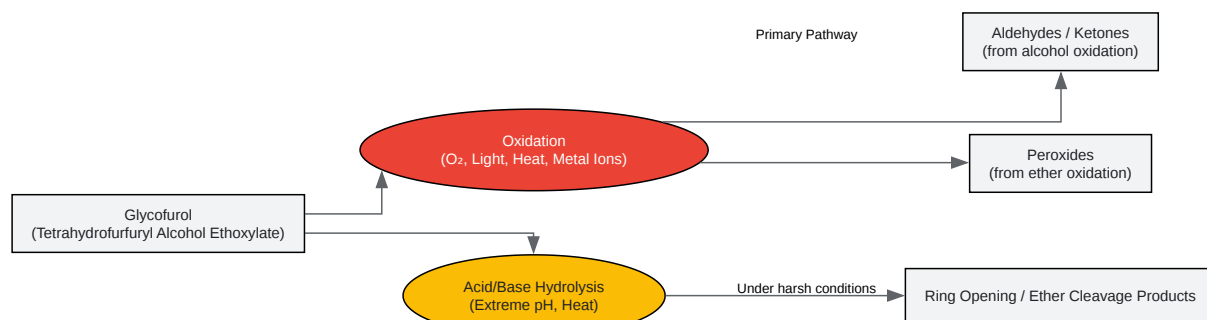 Primary Pathway
Aldehydes / Ketones
(from alcohol oxidation)
Oxidation
(O₂, Light, Heat, Metal Ions)
Peroxides
(from ether oxidation)
Glycofurol
(Tetrahydrofurfuryl Alcohol Ethoxylate)
Acid/Base Hydrolysis
(Extreme pH, Heat)
Under harsh conditions
Ring Opening / Ether Cleavage Products